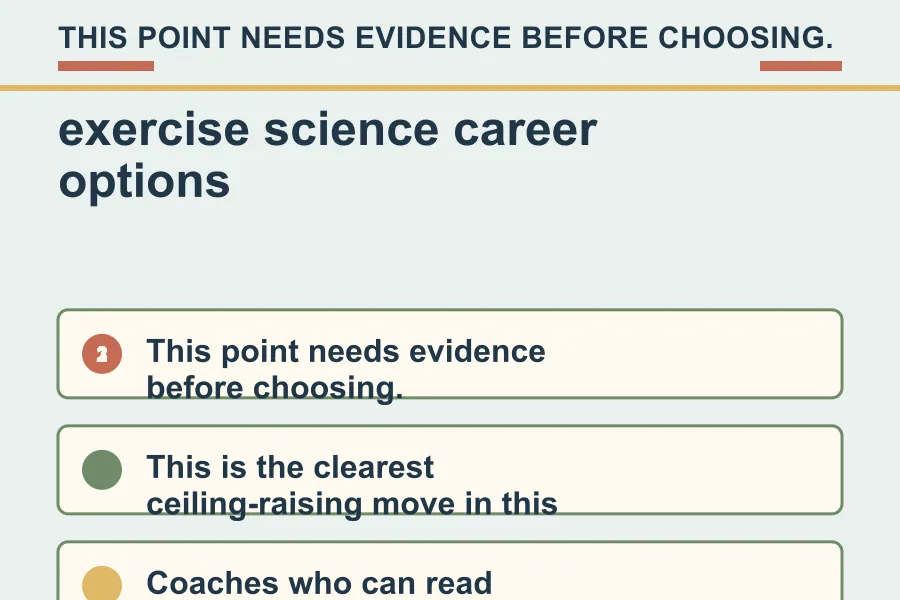 THIS POINT NEEDS EVIDENCE BEFORE CHOOSING.
exercise science career
options
This point needs evidence
before choosing.
This is the clearest
ceiling-raising move in this
Coaches who can read